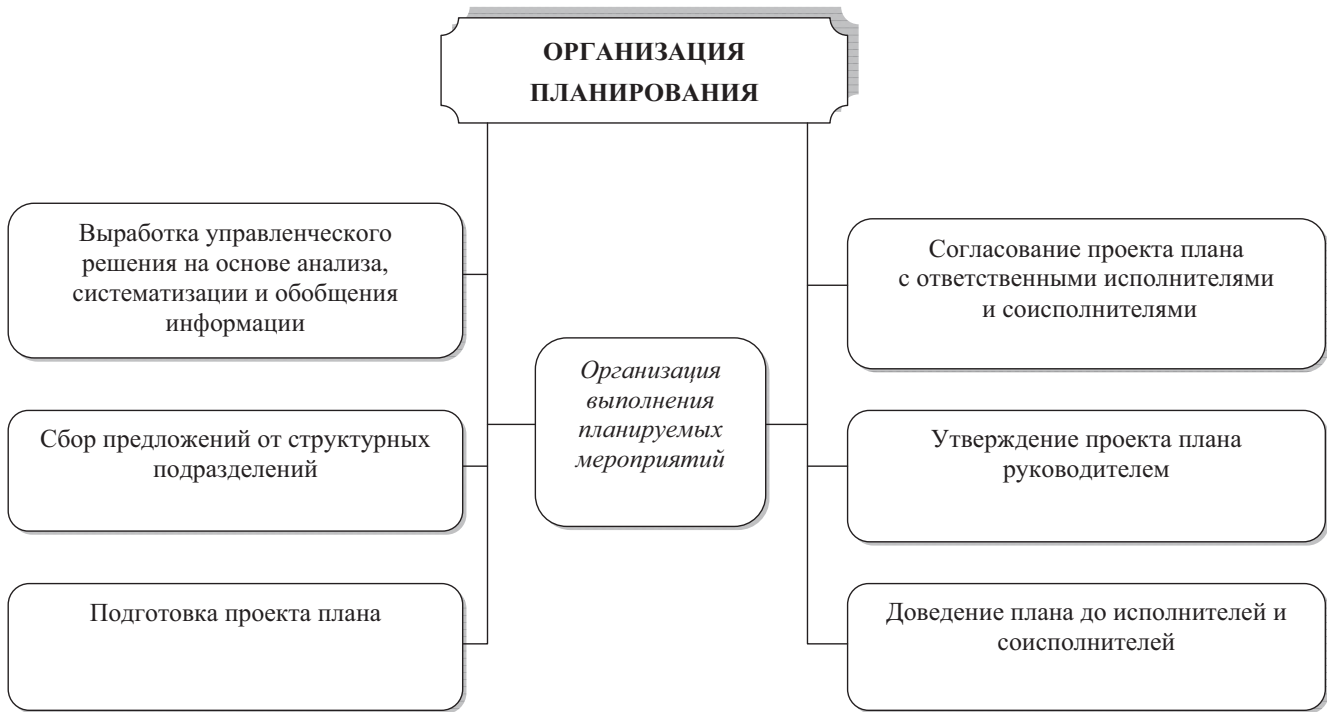 ОРГАНИЗАЦИЯ
ПЛАНИРОВАНИЯ
Выработка управленческого
решения на основе анализа,
систематизации и обобщения
информации
Сбор предложений от структурных
подразделений
Подготовка проекта плана
Организация
выполнения
планируемых
мероприятий
Согласование проекта плана
с ответственными исполнителями
и соисполнителями
Утверждение проекта плана
руководителем
Доведение плана до исполнителей и
соисполнителей